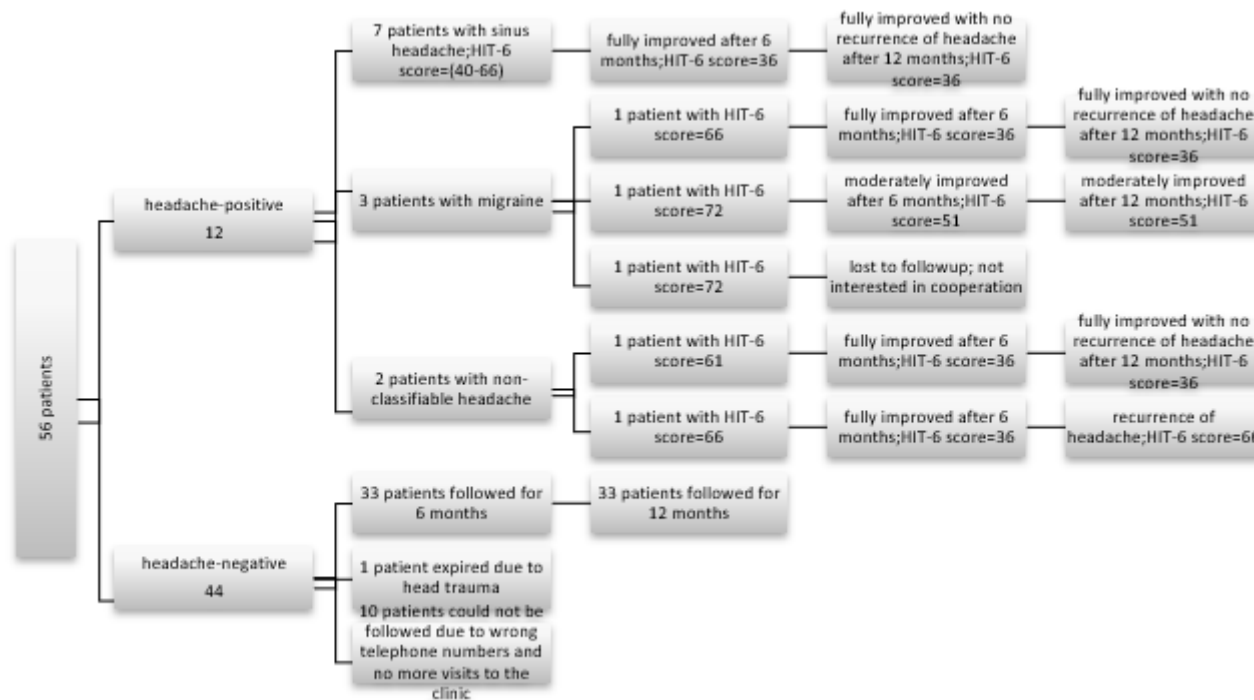 56 patients
headache-positive
12
headache-negative
44
7 patients with sinus
headache;HIT-6
score=(40-66)
fully improved after 6
months;HIT-6 score=36
fully improved with no
recurrence of headache
after 12 months;HIT-6
score=36
3 patients with migraine
1 patient with HIT-6
score=66
fully improved after 6
months;HIT-6 score=36
fully improved with no
recurrence of headache
after 12 months;HIT-6
score=36
1 patient with HIT-6
score=72
moderately improved
after 6 months;HIT-6
score=51
moderately improved
after 12 months;HIT-6
score=51
1 patient with HIT-6
score=72
lost to followup; not
interested in cooperation
2 patients with non-
classifiable headache
1 patient with HIT-6
score=61
fully improved after 6
months;HIT-6 score=36
fully improved with no
recurrence of headache
after 12 months;HIT-6
score=36
1 patient with HIT-6
score=66
fully improved after 6
months;HIT-6 score=36
recurrence of
headache;HIT-6 score=66
33 patients followed for
6 months
33 patients followed for
12 months
1 patient expired due to
head trauma
10 patients could not be
followed due to wrong
telephone numbers and
no more visits to the
clinic